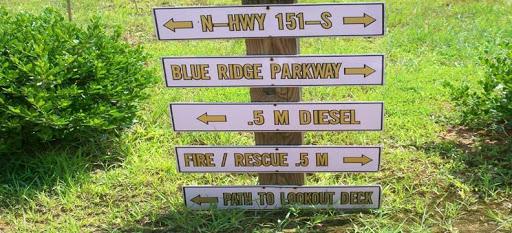 N-HWY 151-S
BLUE RIDGE PARKWAY
.5 M DIESEL
FIRE / RESCUE .5 M
PATH TO LOOKOUT DECK